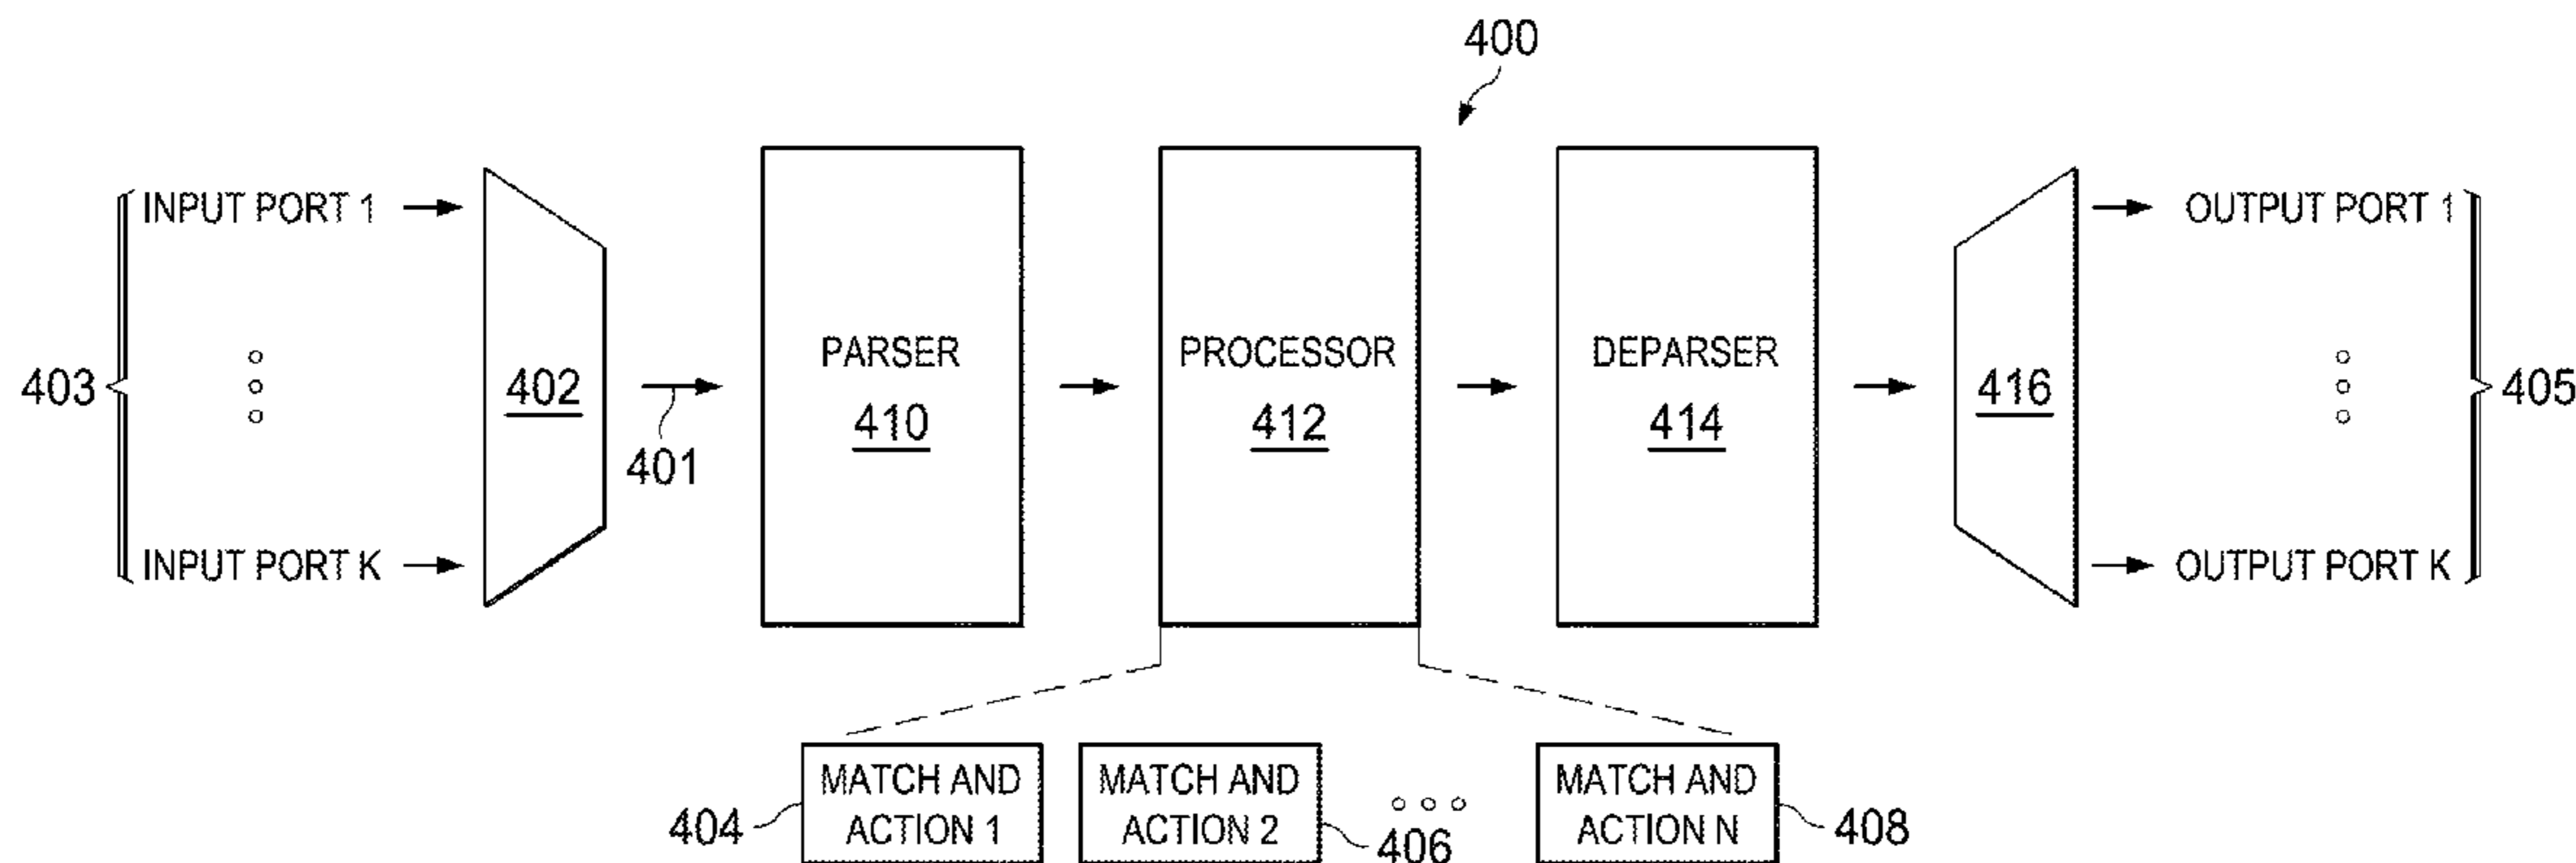 400
INPUT PORT 1
OUTPUT PORT 1
403
402
401
PARSER
410
PROCESSOR
412
DEPARSER
414
416
405
INPUT PORT K
OUTPUT PORT K
404
MATCH AND
ACTION 1
MATCH AND
ACTION 2
406
MATCH AND
ACTION N
408